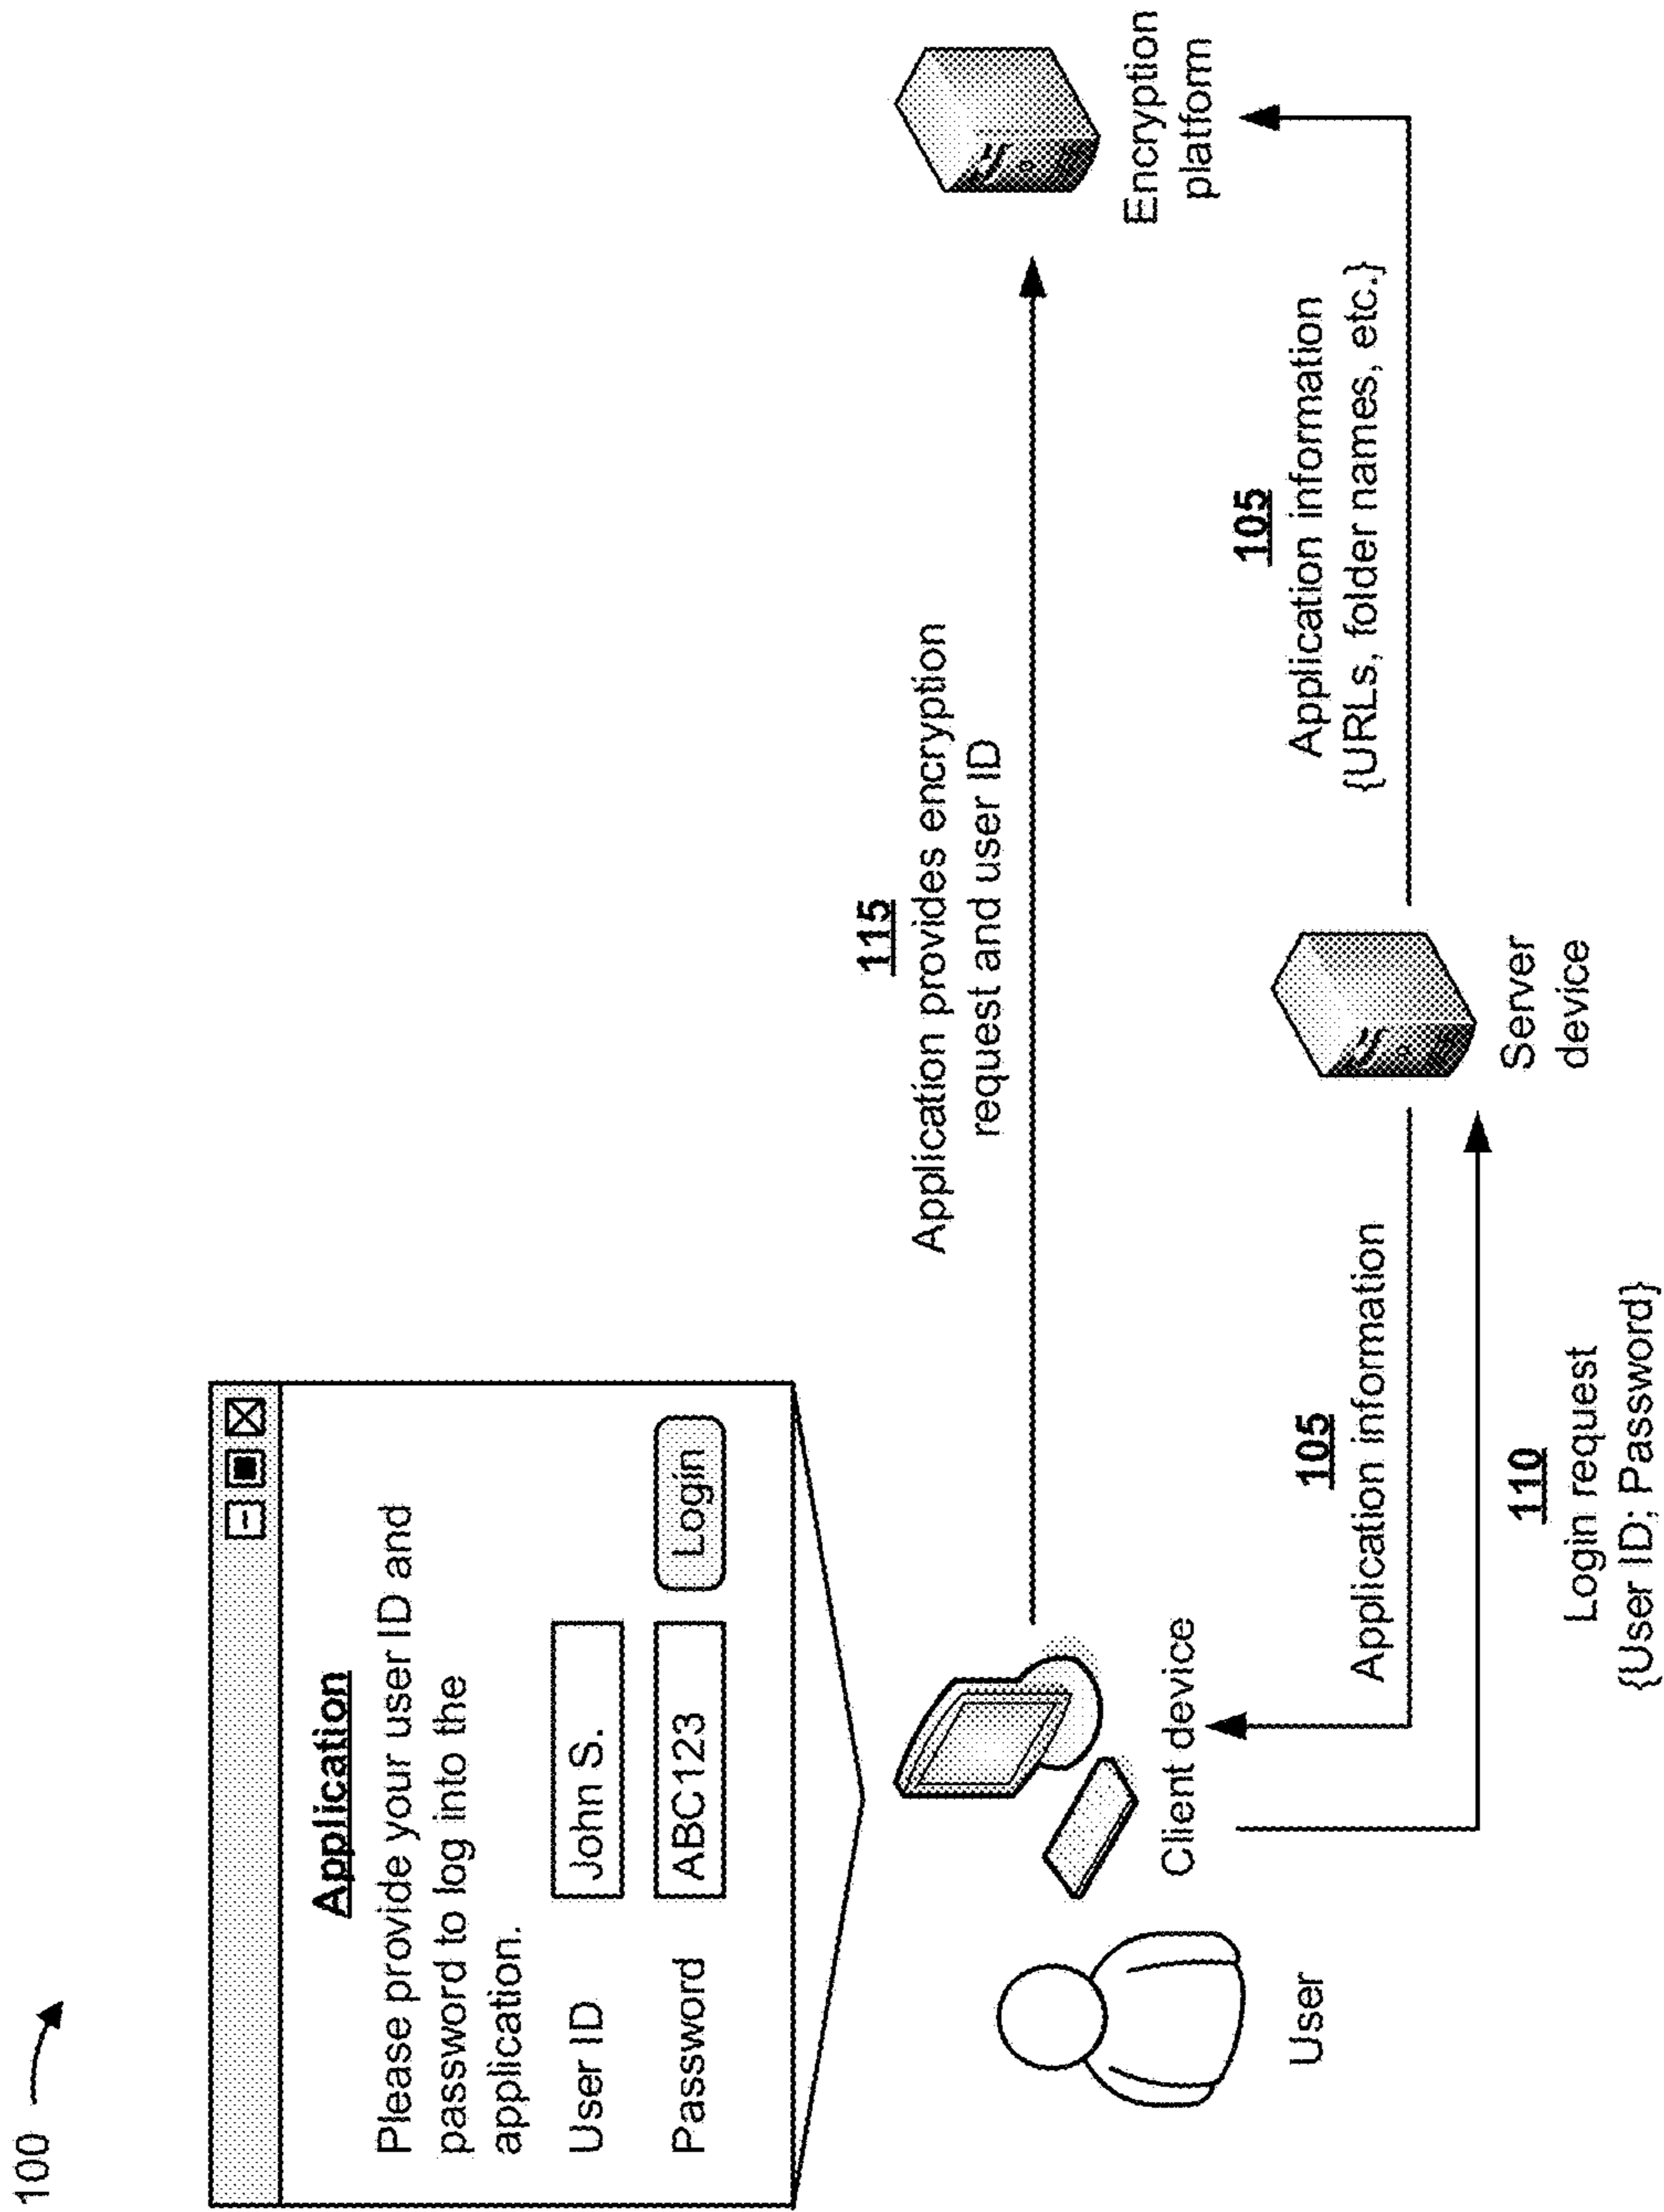 100
Application
Please provide your user ID and
password to log into the
application.
User ID
John S.
Password
ABC123
Login
115
Application provides encryption
request and user ID
Encryption
platform
User
Client device
105
Application information
110
Login request
{User ID; Password}
Server
device
105
Application information
{URLs, folder names, etc.}